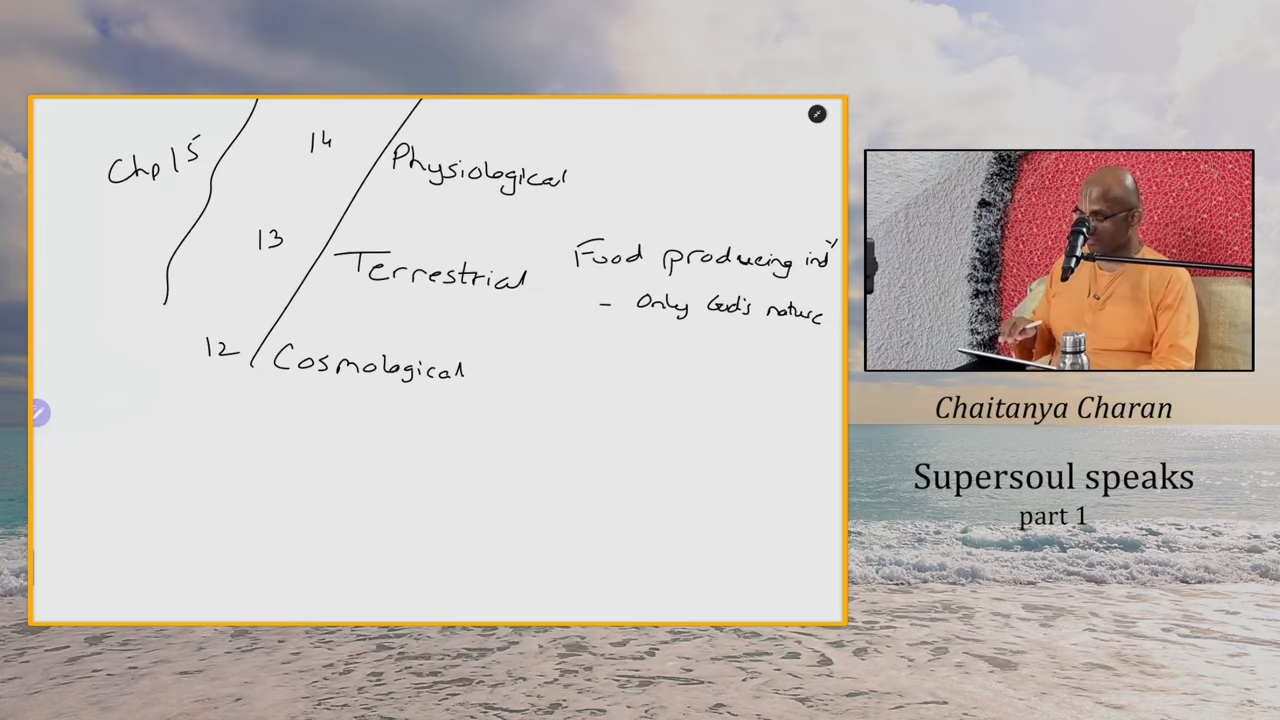 Chp 15
14
Physiological
13
Terrestrial
Food producing indy
- Only God's nature
12
Cosmological
Chaitanya Charan
Supersoul speaks
part 1